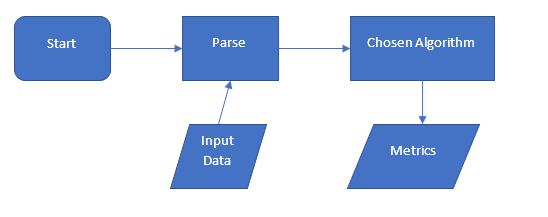 Start
Parse
Chosen Algorithm
Input
Data
Metrics